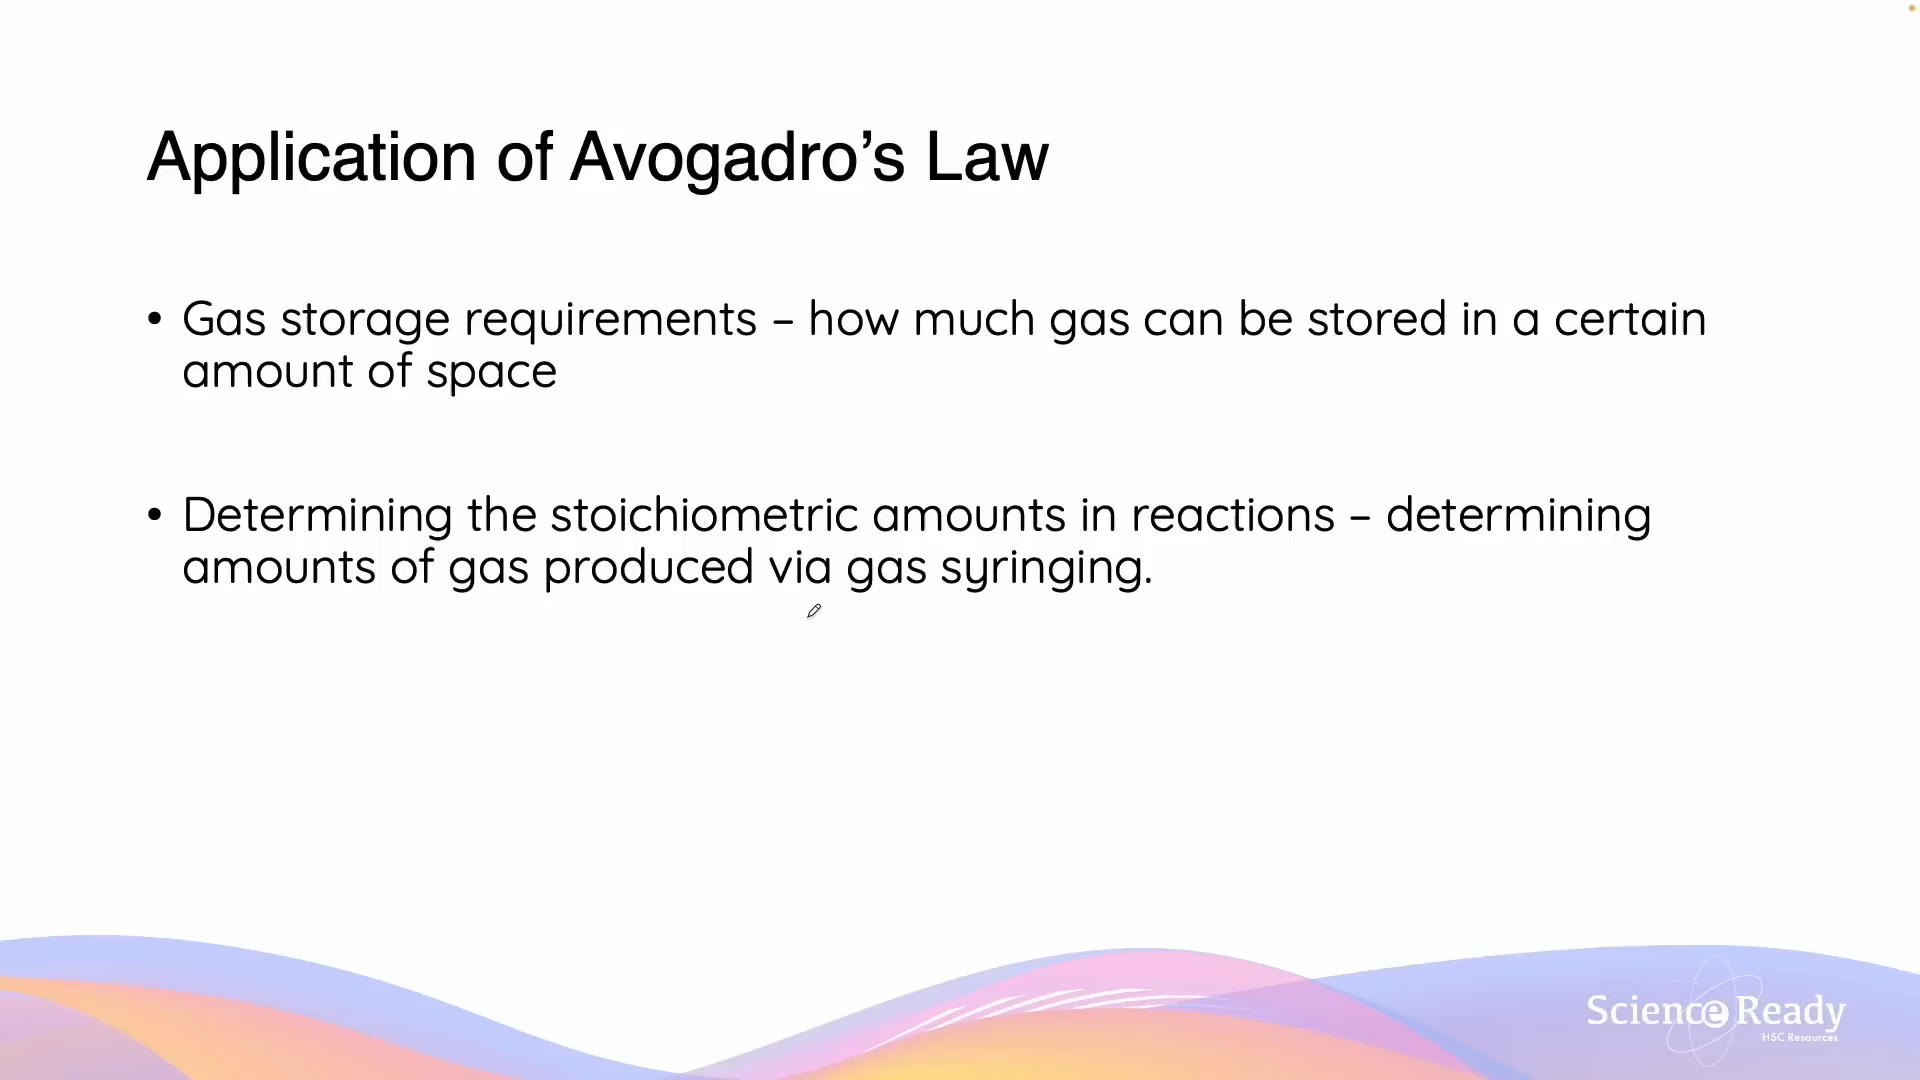 Application of Avogadro’s Law
• Gas storage requirements – how much gas can be stored in a certain
amount of space
• Determining the stoichiometric amounts in reactions – determining
amounts of gas produced via gas syringing.
Science Ready
HSC Resources